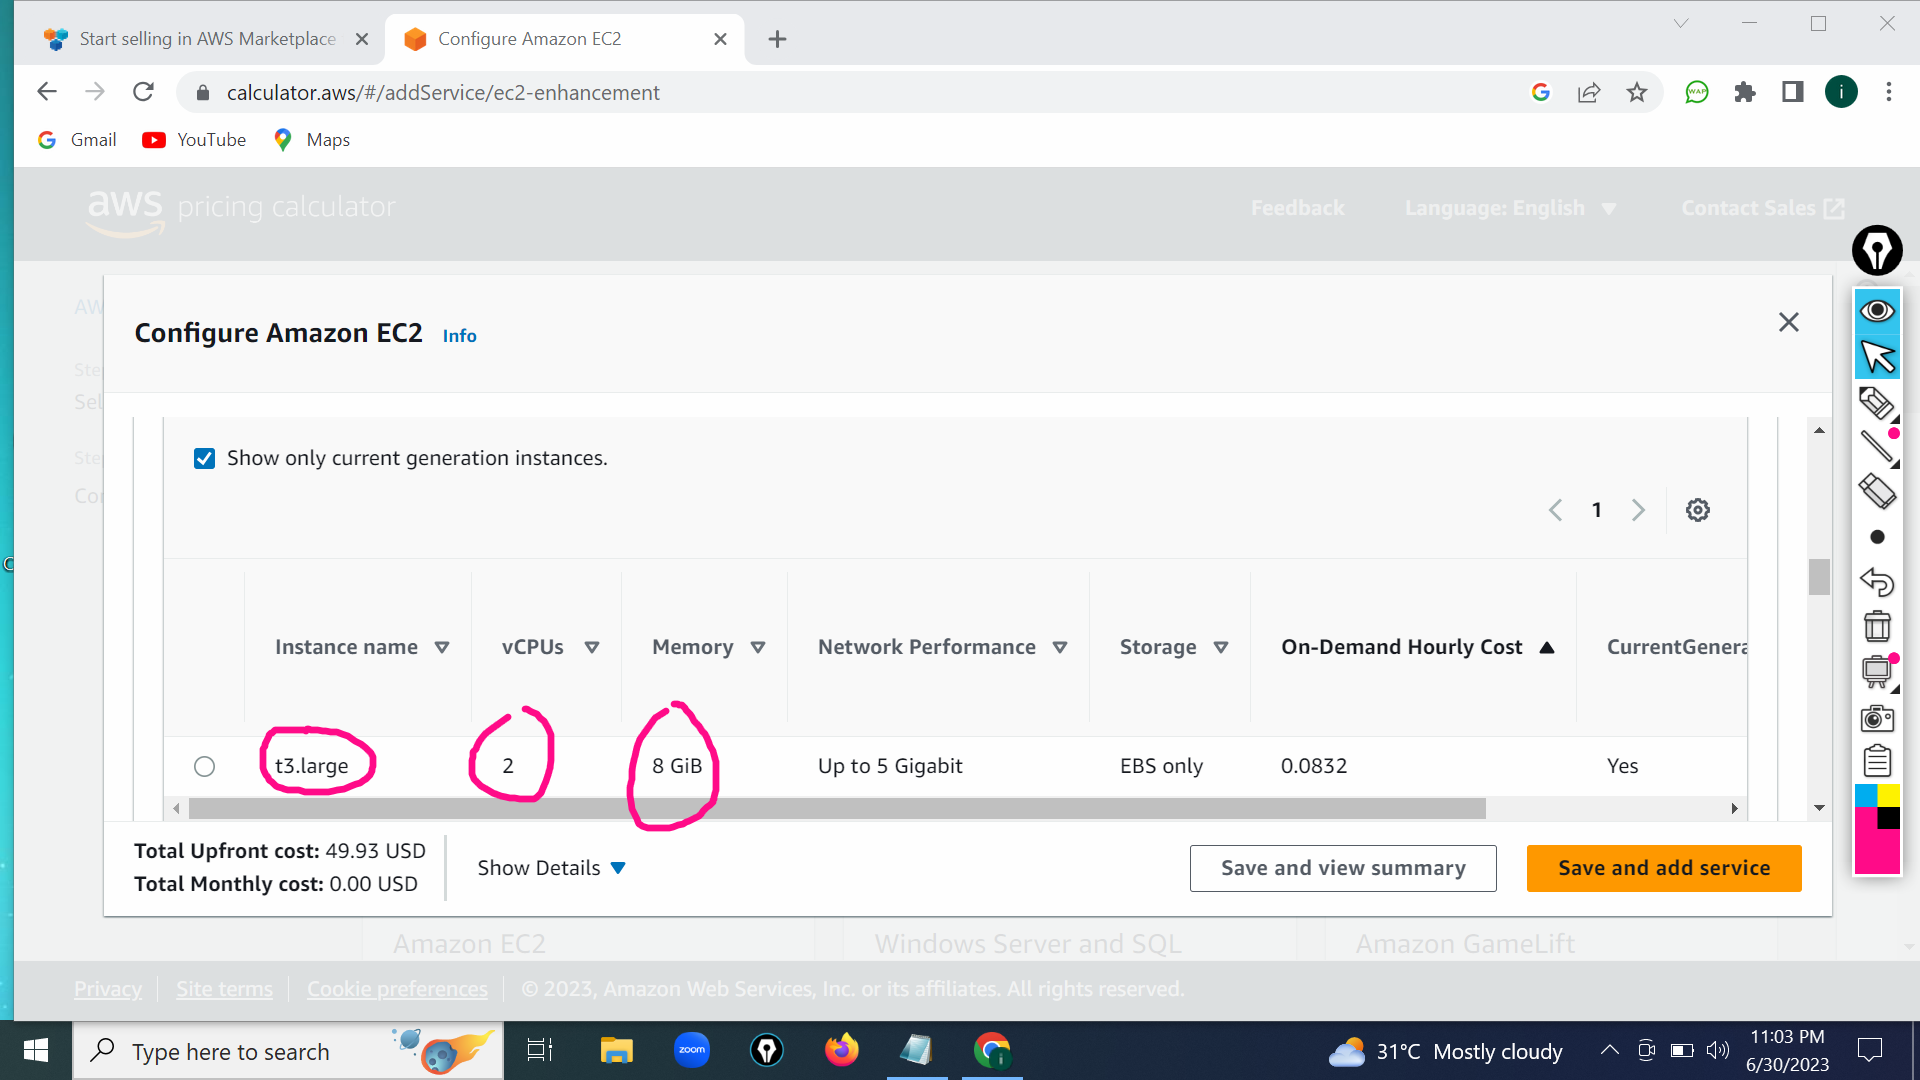 Start selling in AWS Marketplace
Configure Amazon EC2
calculator.aws/#/addService/ec2-enhancement
WAP
i
Gmail
YouTube
Maps
aws pricing calculator
Feedback
Language: English
Contact Sales
Configure Amazon EC2 Info
Show only current generation instances.
1
Instance name
vCPUs
Memory
Network Performance
Storage
On-Demand Hourly Cost
CurrentGenera
t3.large
2
8 GiB
Up to 5 Gigabit
EBS only
0.0832
Yes
Total Upfront cost: 49.93 USD
Total Monthly cost: 0.00 USD
Show Details
Save and view summary
Save and add service
Amazon EC2
Windows Server and SQL
Amazon GameLift
Privacy
Site terms
Cookie preferences
© 2023, Amazon Web Services, Inc. or its affiliates. All rights reserved.
Type here to search
zoom
31°C Mostly cloudy
11:03 PM
6/30/2023